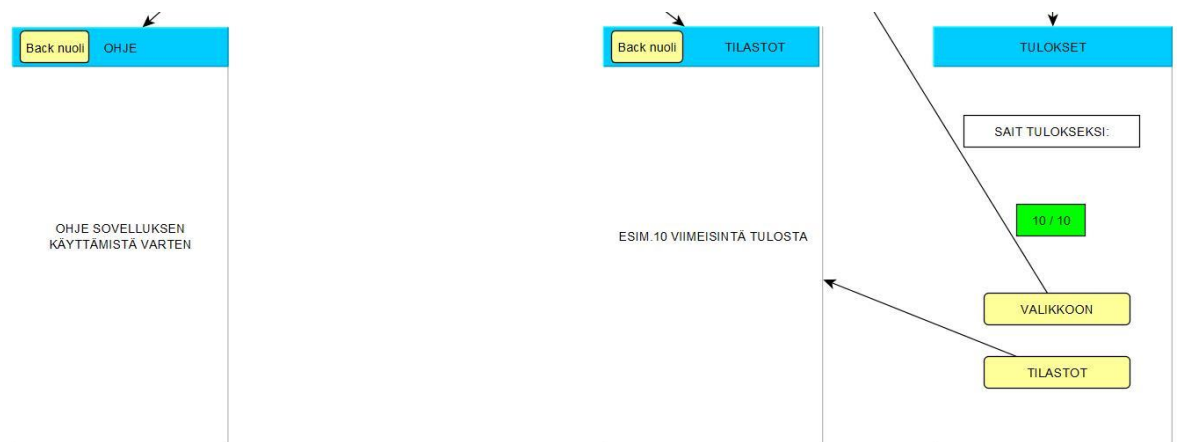 Back nuoli OHJE
OHJE SOVELLUKSEN
KÄYTTÄMISTÄ VARTEN
Back nuoli TILASTOT
ESIM.10 VIIMEISINTÄ TULOSTA
TULOKSET
SAIT TULOKSEKSI:
10 / 10
VALIKKOON
TILASTOT